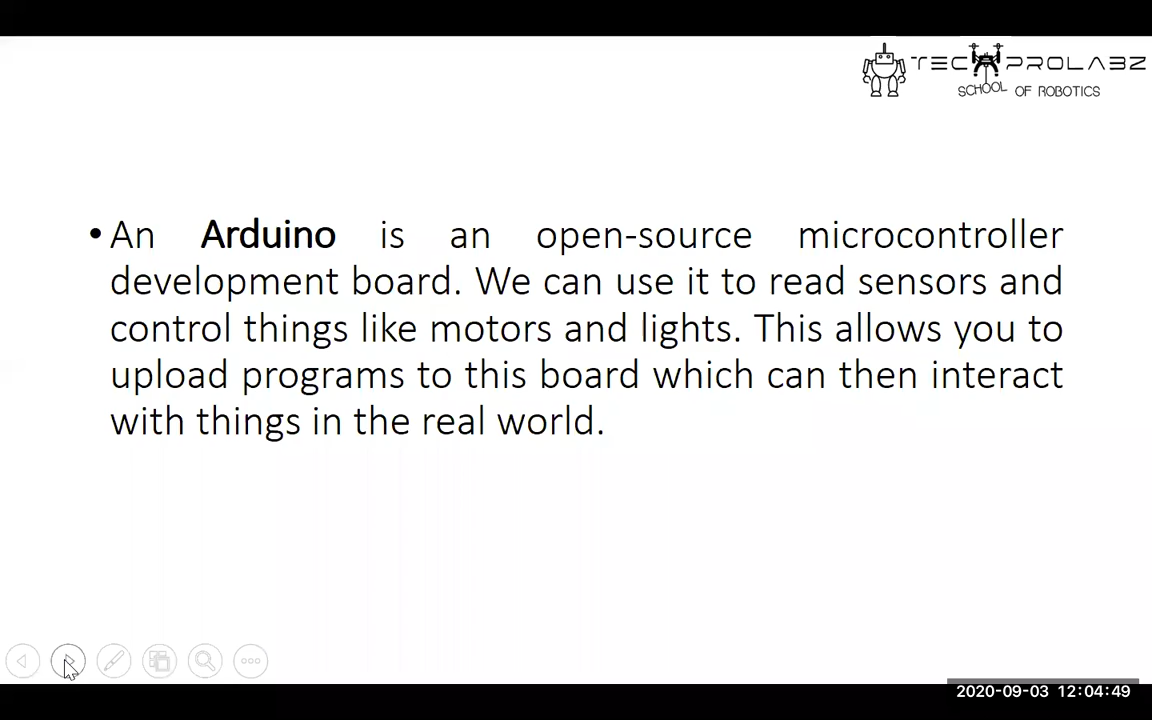 TECHPROLABZ
SCHOOL OF ROBOTICS
• An Arduino is an open-source microcontroller
development board. We can use it to read sensors and
control things like motors and lights. This allows you to
upload programs to this board which can then interact
with things in the real world.
2020-09-03 12:04:49